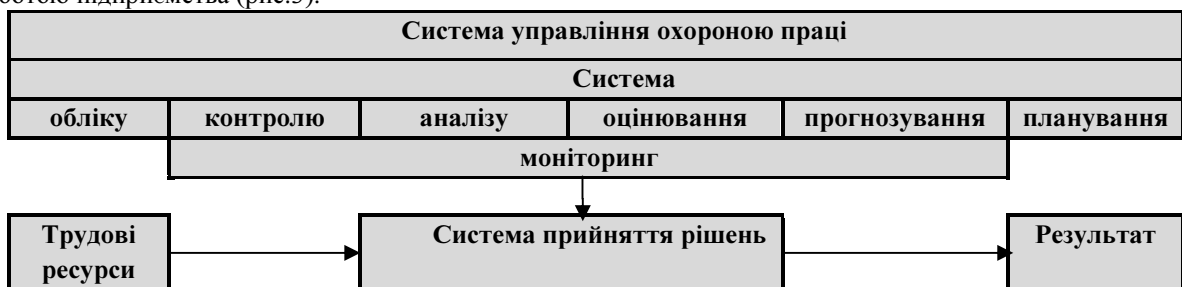 підприємства (рис.3).
Система управління охороною праці
Система
обліку контролю аналізу оцінювання прогнозування планування
моніторинг
Трудові ресурси
Система прийняття рішень
Результат